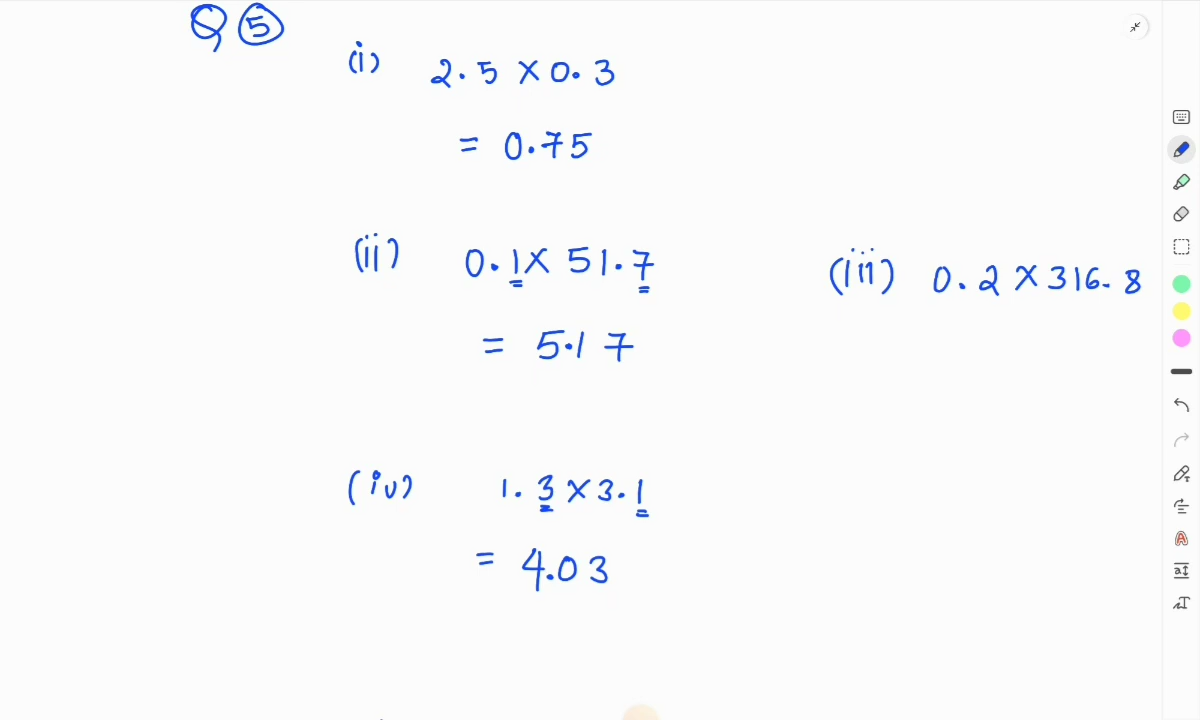 Q 5
(i) 2.5 × 0.3
= 0.75
(ii) 0.1 × 51.7
= 5.17
(iii) 0.2 × 316.8
(iv) 1.3 × 3.1
= 4.03